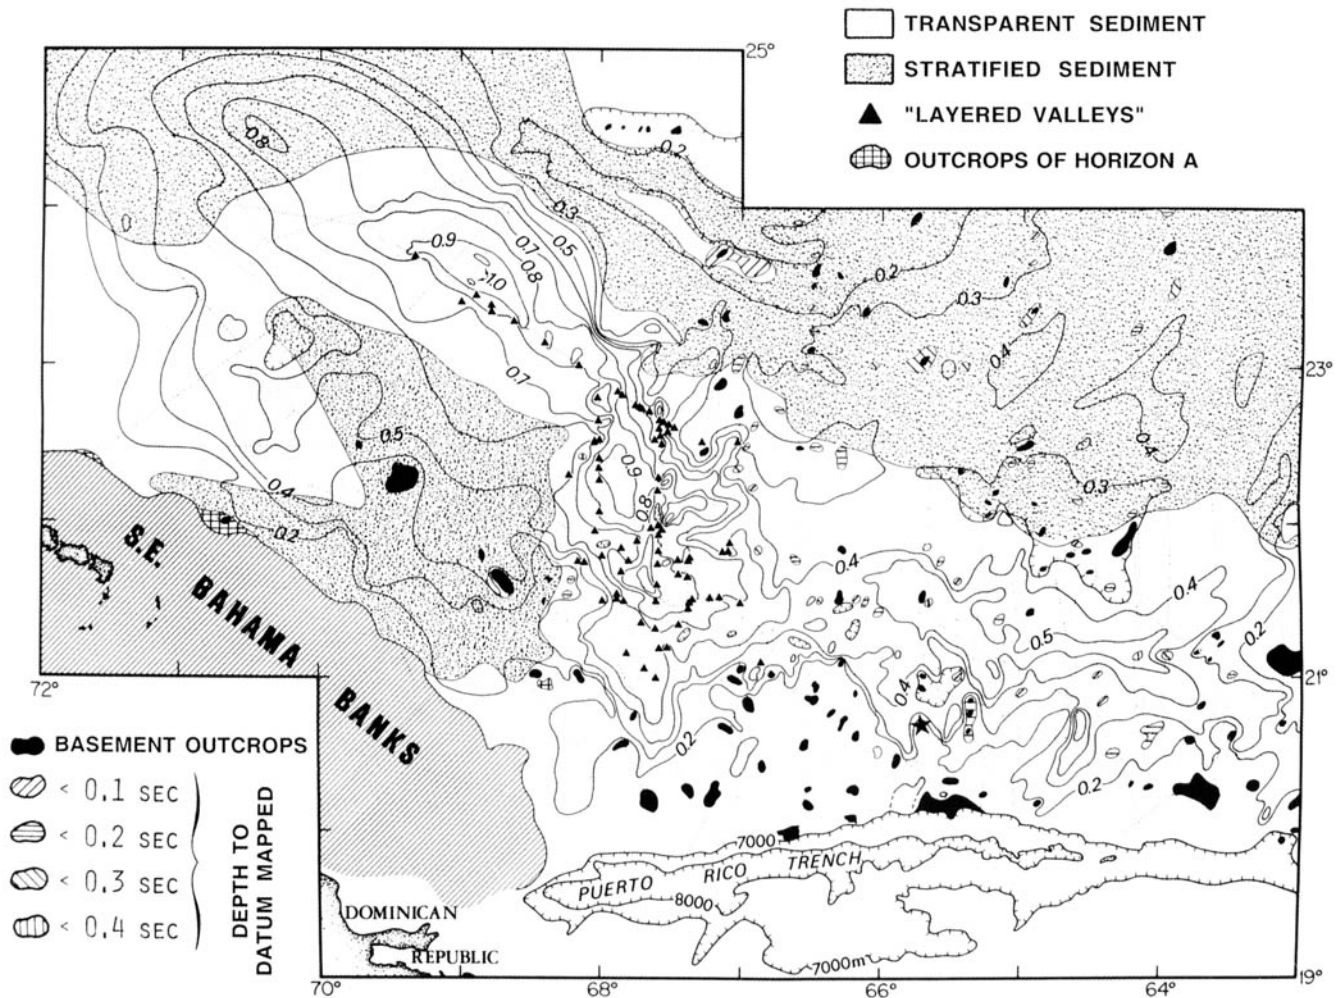 TRANSPARENT SEDIMENT
STRATIFIED SEDIMENT
"LAYERED VALLEYS"
OUTCROPS OF HORIZON A
25°
0.8
0.2
0.3
0.9
0.7
0.5
0.8
1.0
0.2
0.3
0.4
23°
0.7
0.5
0.9
0.8
0.4
0.4
0.3
0.2
0.4
0.4
0.5
0.2
S.E. BAHAMA BANKS
72°
21°
0.4
0.2
0.2
BASEMENT OUTCROPS
< 0.1 SEC
< 0.2 SEC
< 0.3 SEC
< 0.4 SEC
DEPTH TO
DATUM MAPPED
7000
PUERTO RICO TRENCH
8000
7000m
DOMINICAN
REPUBLIC
70°
68°
66°
64°
19°